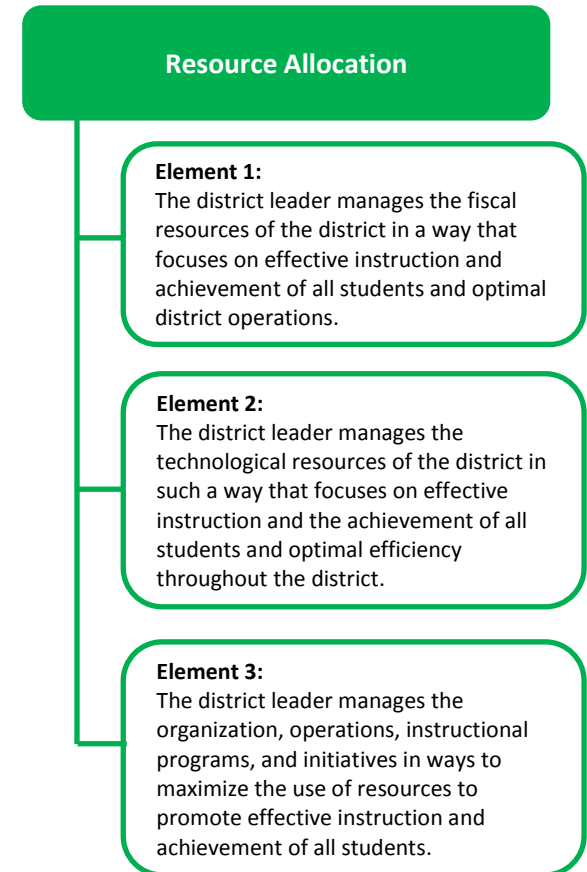 Resource Allocation
Element 1:
The district leader manages the fiscal
resources of the district in a way that
focuses on effective instruction and
achievement of all students and optimal
district operations.
Element 2:
The district leader manages the
technological resources of the district in
such a way that focuses on effective
instruction and the achievement of all
students and optimal efficiency
throughout the district.
Element 3:
The district leader manages the
organization, operations, instructional
programs, and initiatives in ways to
maximize the use of resources to
promote effective instruction and
achievement of all students.